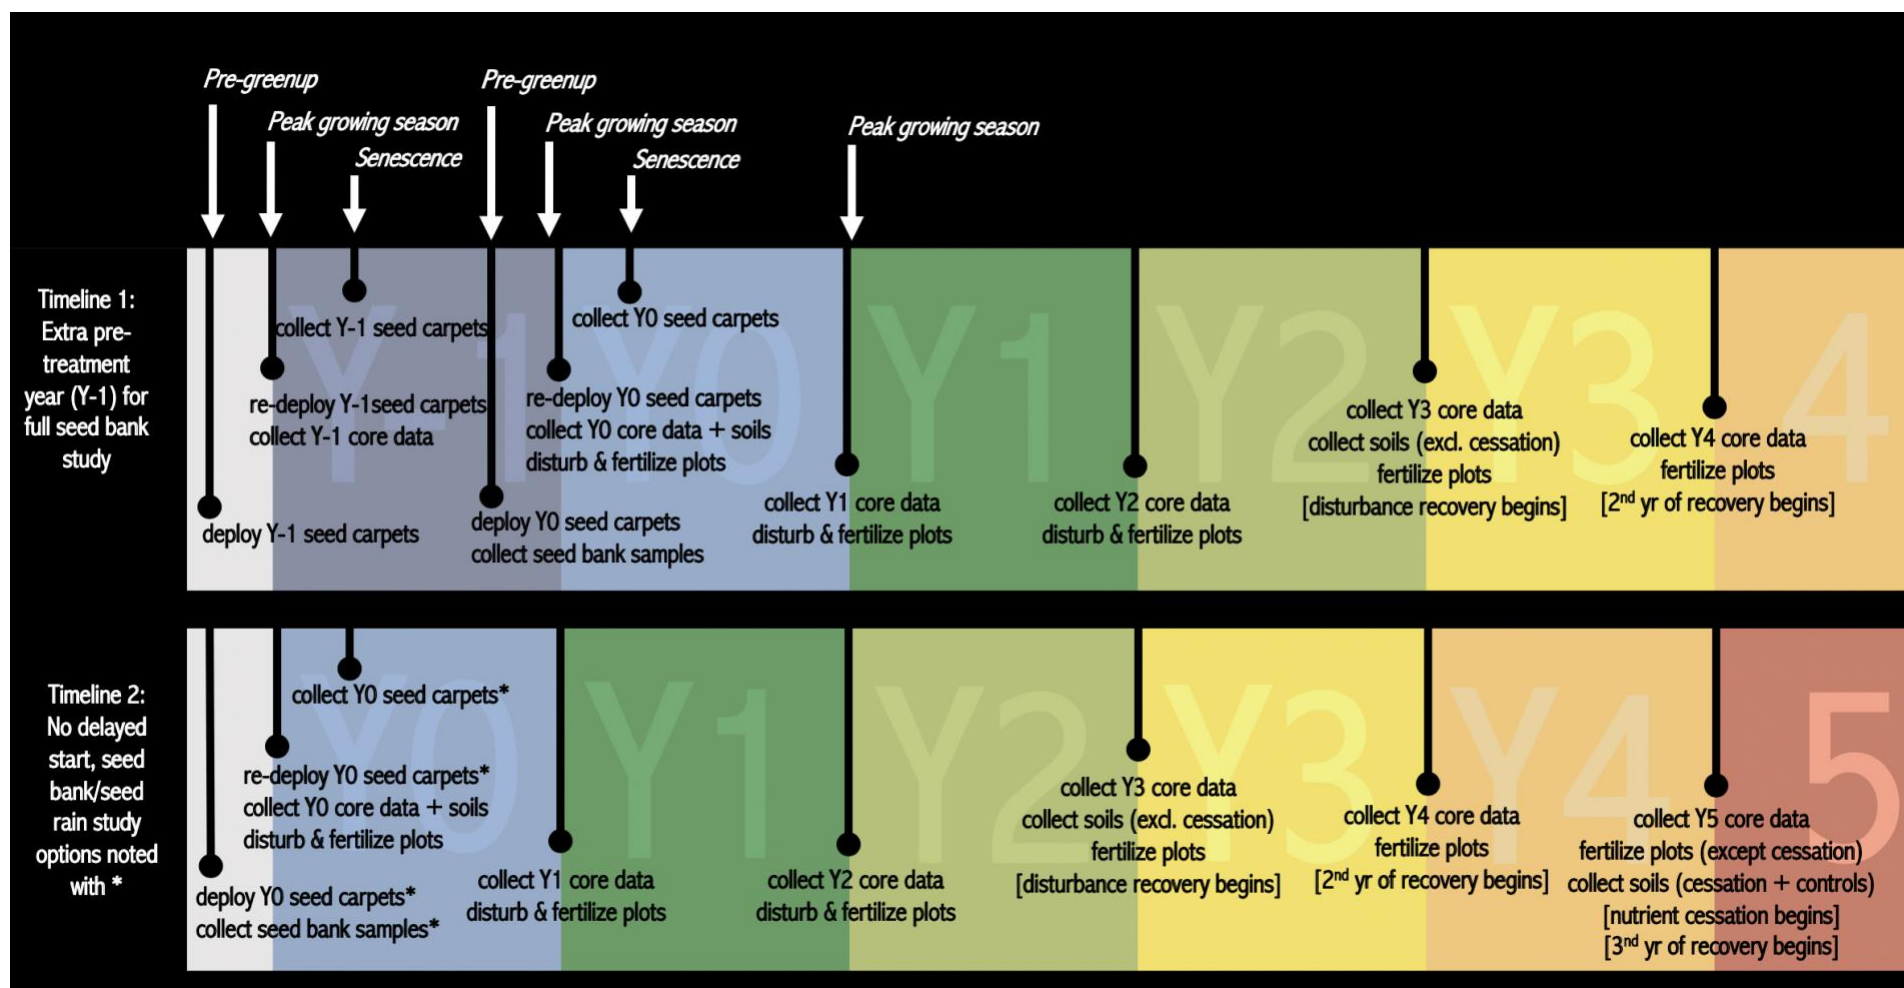 Pre-greenup
Peak growing season
Senescence
Pre-greenup
Peak growing season
Senescence
Peak growing season
Timeline 1:
Extra pre-
treatment
year (Y-1) for
full seed bank
study
Y-1
Y0
Y1
Y2
Y3
4
collect Y-1 seed carpets
re-deploy Y-1seed carpets
collect Y-1 core data
deploy Y-1 seed carpets
collect Y0 seed carpets
re-deploy Y0 seed carpets
collect Y0 core data + soils
disturb & fertilize plots
deploy Y0 seed carpets
collect seed bank samples
collect Y1 core data
disturb & fertilize plots
collect Y2 core data
disturb & fertilize plots
collect Y3 core data
collect soils (excl. cessation)
fertilize plots
[disturbance recovery begins]
collect Y4 core data
fertilize plots
[2nd yr of recovery begins]
Timeline 2:
No delayed
start, seed
bank/seed
rain study
options noted
with *
Y0
Y1
Y2
Y3
Y4
5
collect Y0 seed carpets*
re-deploy Y0 seed carpets*
collect Y0 core data + soils
disturb & fertilize plots
deploy Y0 seed carpets*
collect seed bank samples*
collect Y1 core data
disturb & fertilize plots
collect Y2 core data
disturb & fertilize plots
collect Y3 core data
collect soils (excl. cessation)
fertilize plots
[disturbance recovery begins]
collect Y4 core data
fertilize plots
[2nd yr of recovery begins]
collect Y5 core data
fertilize plots (except cessation)
collect soils (cessation + controls)
[nutrient cessation begins]
[3nd yr of recovery begins]